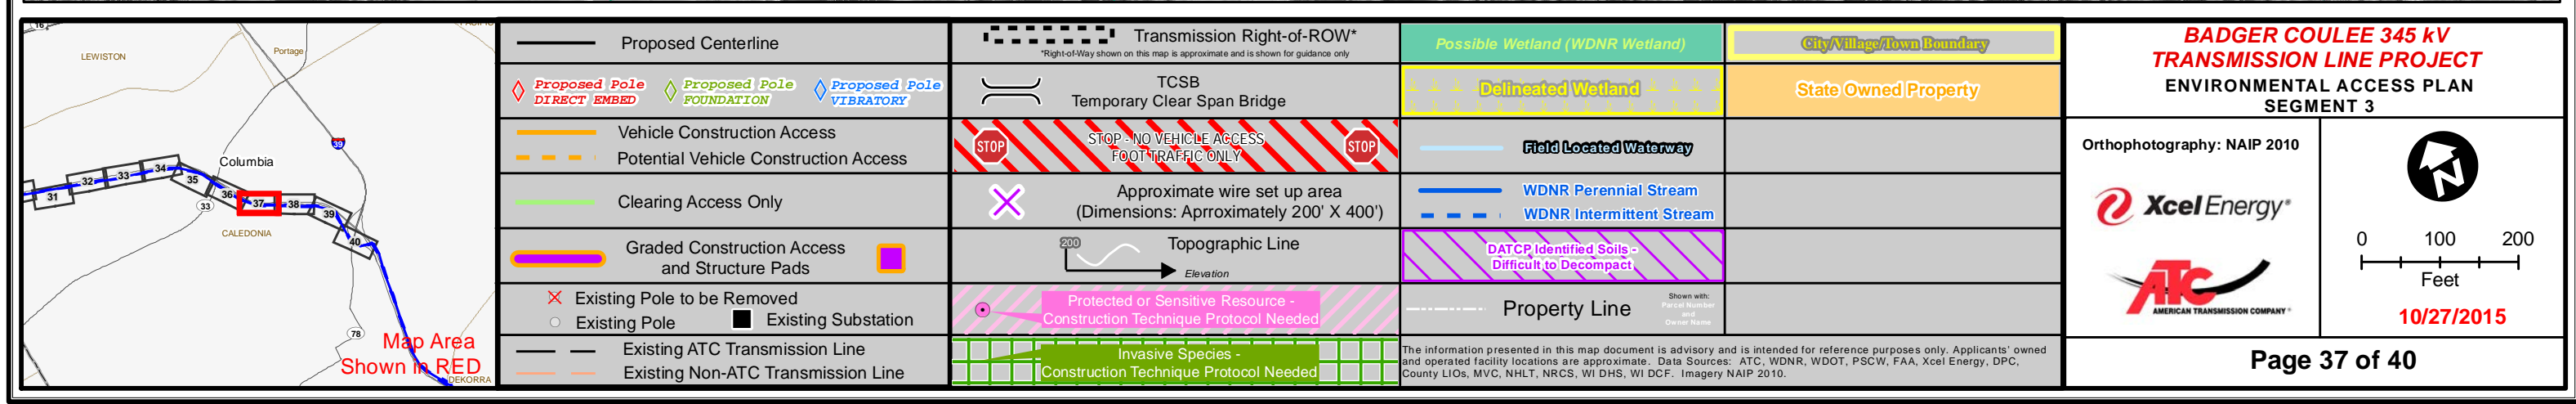 16
LEWISTON
Portage
PACIFIC
39
Columbia
31
32
33
34
35
36
37
38
39
40
33
CALEDONIA
78
Map Area
Shown in RED
DEKORRA
Proposed Centerline
Proposed Pole
DIRECT EMBED
Proposed Pole
FOUNDATION
Proposed Pole
VIBRATORY
Vehicle Construction Access
Potential Vehicle Construction Access
Clearing Access Only
Graded Construction Access
and Structure Pads
Existing Pole to be Removed
Existing Pole
Existing Substation
Existing ATC Transmission Line
Existing Non-ATC Transmission Line
Transmission Right-of-ROW*
*Right-of-Way shown on this map is approximate and is shown for guidance only
TCSB
Temporary Clear Span Bridge
STOP
STOP - NO VEHICLE ACCESS
FOOT TRAFFIC ONLY
STOP
Approximate wire set up area
(Dimensions: Aprroximately 200' X 400')
200
Topographic Line
Elevation
Protected or Sensitive Resource -
Construction Technique Protocol Needed
Invasive Species -
Construction Technique Protocol Needed
Possible Wetland (WDNR Wetland)
Delineated Wetland
Field Located Waterway
WDNR Perennial Stream
WDNR Intermittent Stream
DATCP Identified Soils -
Difficult to Decompact
Property Line
Shown with:
Parcel Number
and
Owner Name
City/Village/Town Boundary
State Owned Property
The information presented in this map document is advisory and is intended for reference purposes only. Applicants' owned
and operated facility locations are approximate. Data Sources: ATC, WDNR, WDOT, PSCW, FAA, Xcel Energy, DPC,
County LIOs, MVC, NHLT, NRCS, WI DHS, WI DCF. Imagery NAIP 2010.
BADGER COULEE 345 kV
TRANSMISSION LINE PROJECT
ENVIRONMENTAL ACCESS PLAN
SEGMENT 3
Orthophotography: NAIP 2010
Xcel Energy®
ATC
AMERICAN TRANSMISSION COMPANY®
N
0 100 200
Feet
10/27/2015
Page 37 of 40